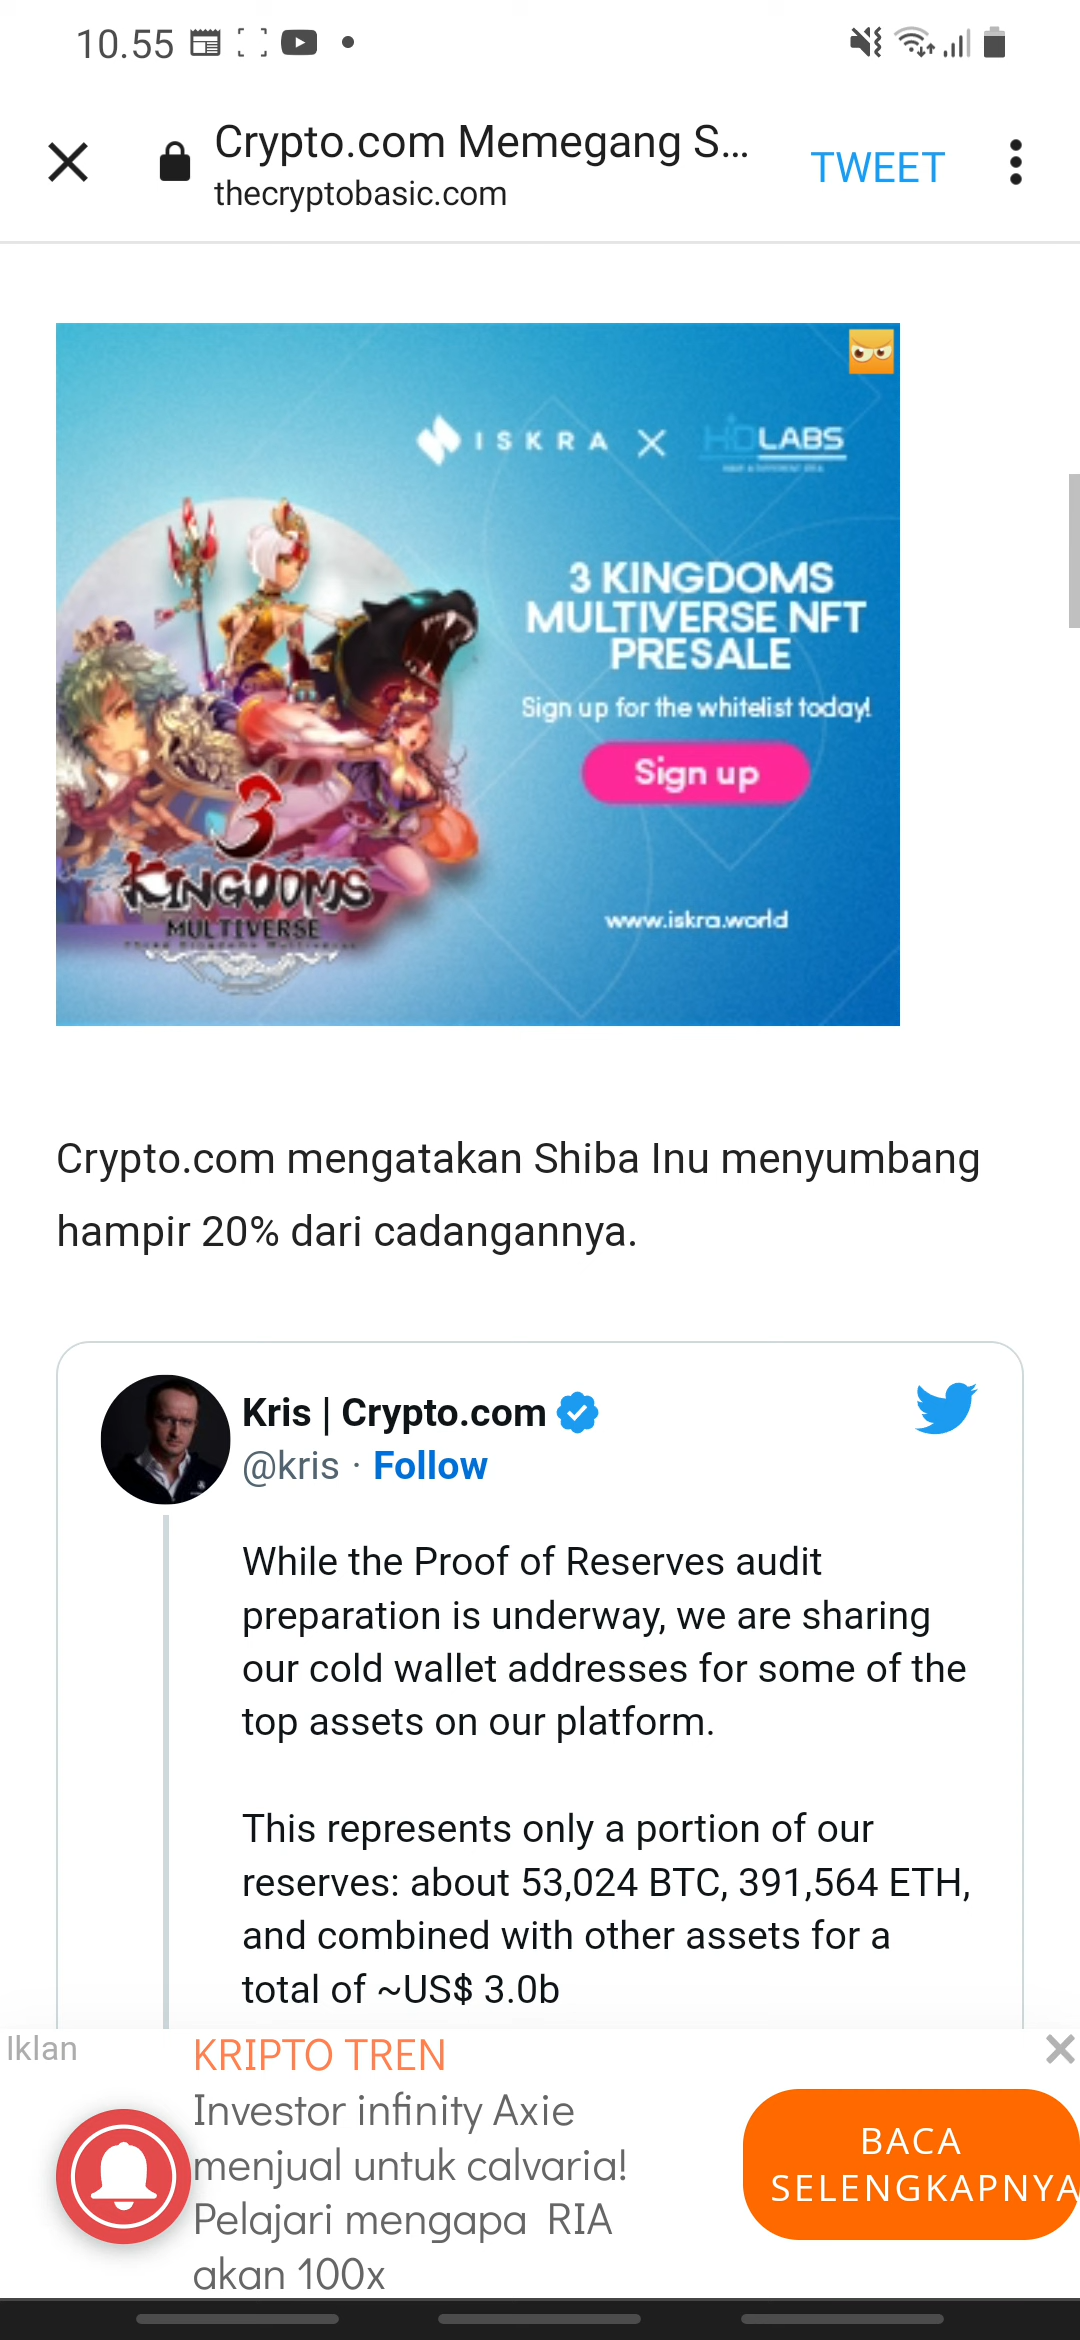 10.55
Crypto.com Memegang S...
thecryptobasic.com
TWEET
ISKRA X HDLABS
3 KINGDOMS
MULTIVERSE NFT
PRESALE
Sign up for the whitelist today!
Sign up
www.iskra.world
3
KINGDOMS
MULTIVERSE
Crypto.com mengatakan Shiba Inu menyumbang
hampir 20% dari cadangannya.
Kris | Crypto.com
@kris · Follow
While the Proof of Reserves audit
preparation is underway, we are sharing
our cold wallet addresses for some of the
top assets on our platform.
This represents only a portion of our
reserves: about 53,024 BTC, 391,564 ETH,
and combined with other assets for a
total of ~US$ 3.0b
Iklan
KRIPTO TREN
Investor infinity Axie
menjual untuk calvaria!
Pelajari mengapa RIA
akan 100x
BACA
SELENGKAPNYA